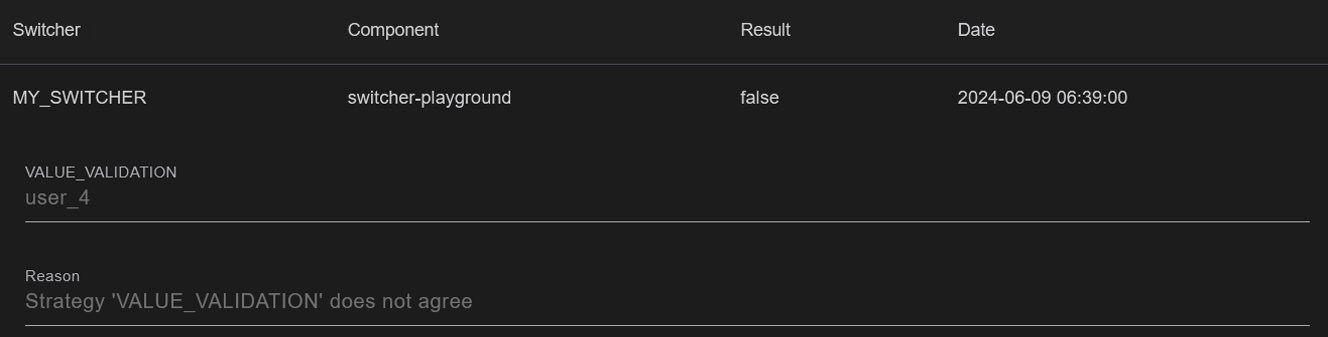 Switcher Component Result Date
MY_SWITCHER switcher-playground false 2024-06-09 06:39:00
VALUE_VALIDATION
user_4
Reason
Strategy 'VALUE_VALIDATION' does not agree